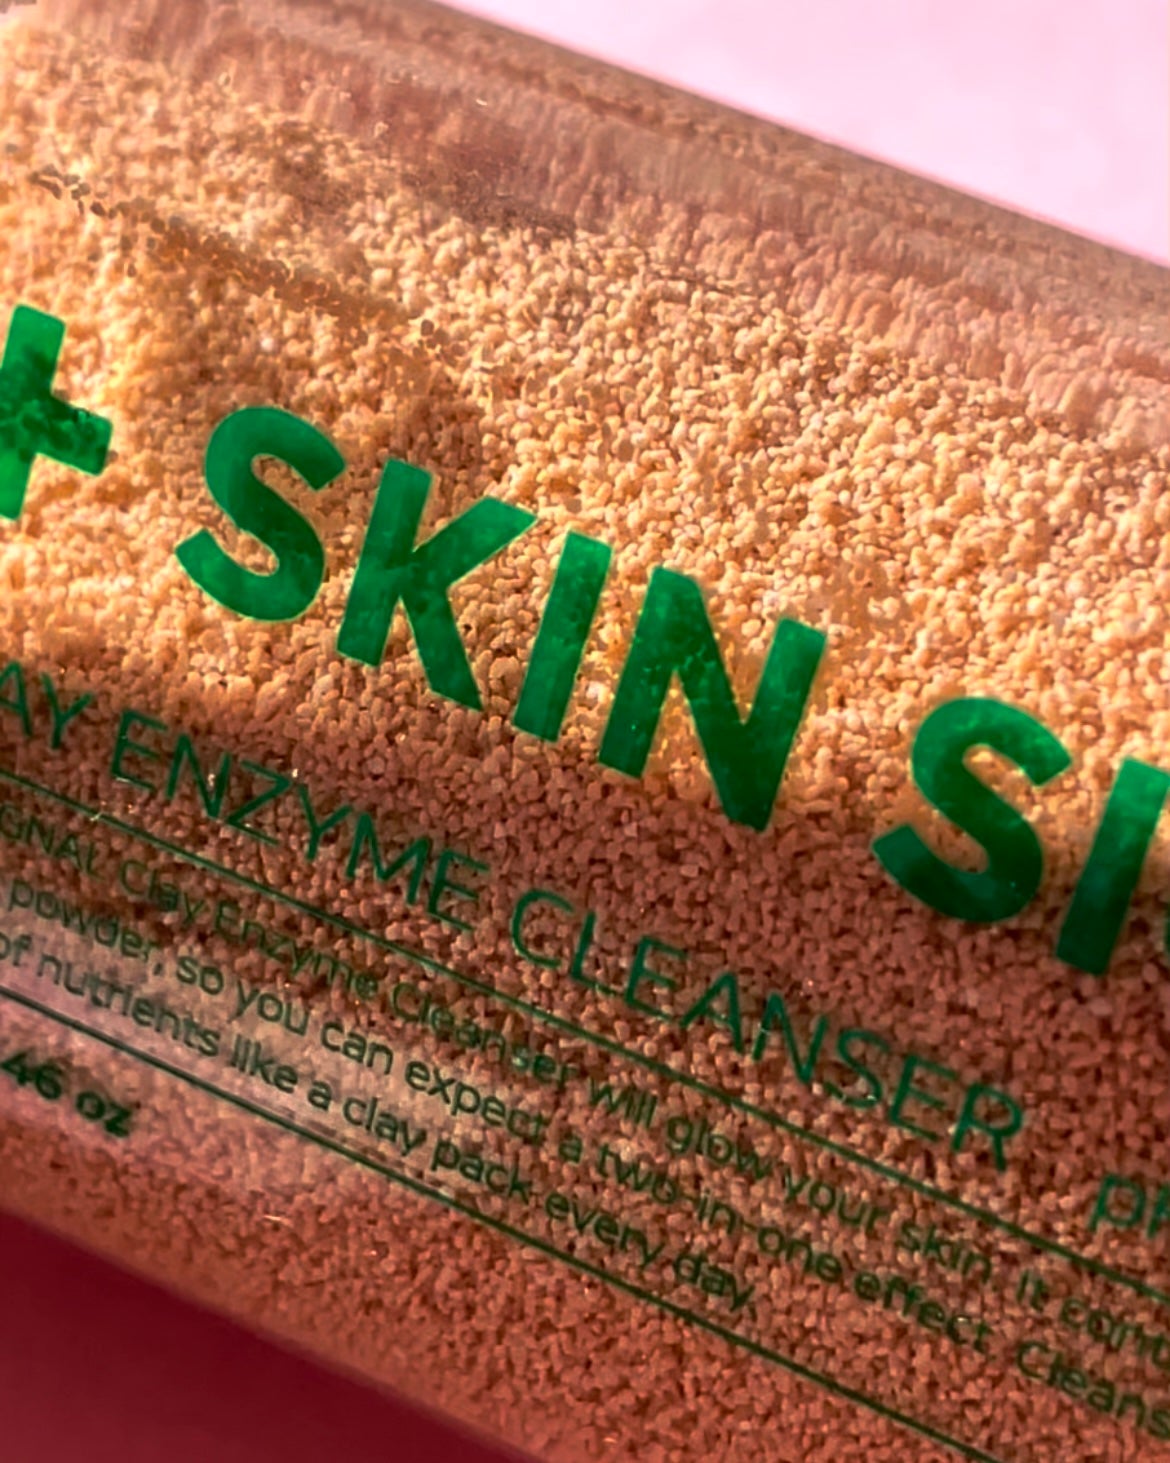 + SKIN SI
AY ENZYME CLEANSER
GNAL Clay Enzyme Cleanser will glow your skin. It cont
powder, so you can expect a two-in-one effect. Cleans
of nutrients like a clay pack every day.
46 oz